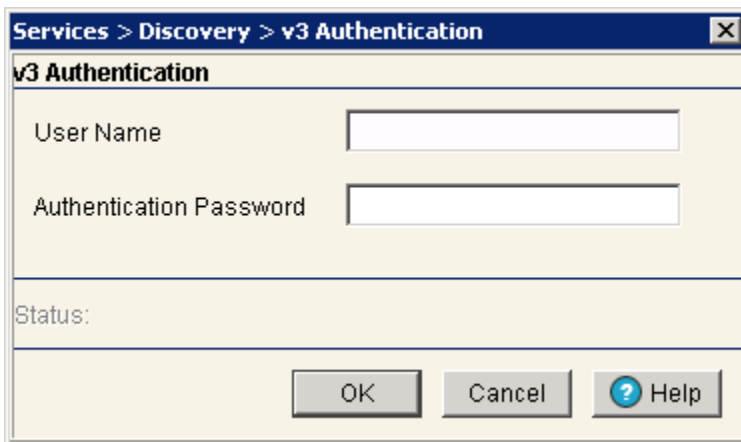 Services > Discovery > v3 Authentication
v3 Authentication
User Name
Authentication Password
Status:
OK Cancel ? Help